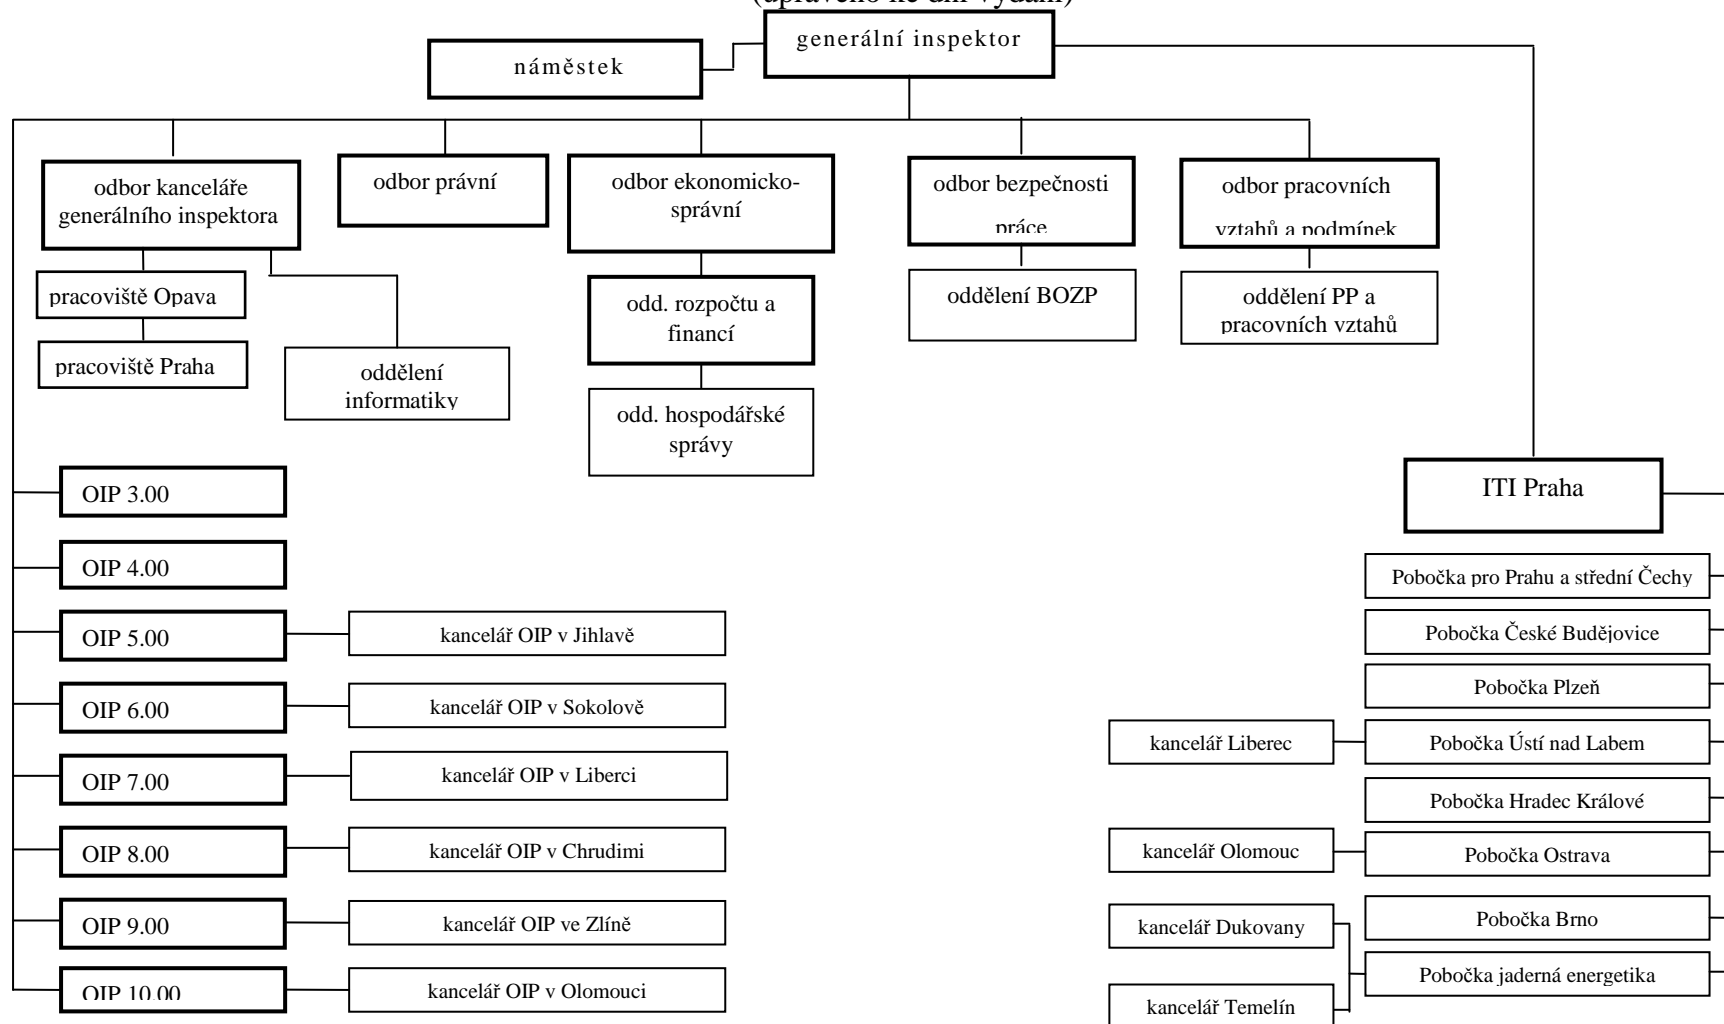 (upraveno ke dni vydání)
generální inspektor
náměstek
odbor kanceláře
generálního inspektora
odbor právní
odbor ekonomicko-
správní
odbor bezpečnosti
práce
odbor pracovních
vztahů a podmínek
pracoviště Opava
pracoviště Praha
oddělení
informatiky
odd. rozpočtu a
financí
odd. hospodářské
správy
oddělení BOZP
oddělení PP a
pracovních vztahů
OIP 3.00
OIP 4.00
OIP 5.00
kancelář OIP v Jihlavě
OIP 6.00
kancelář OIP v Sokolově
OIP 7.00
kancelář OIP v Liberci
OIP 8.00
kancelář OIP v Chrudimi
OIP 9.00
kancelář OIP ve Zlíně
OIP 10.00
kancelář OIP v Olomouci
ITI Praha
Pobočka pro Prahu a střední Čechy
Pobočka České Budějovice
Pobočka Plzeň
kancelář Liberec
Pobočka Ústí nad Labem
Pobočka Hradec Králové
kancelář Olomouc
Pobočka Ostrava
kancelář Dukovany
Pobočka Brno
Pobočka jaderná energetika
kancelář Temelín